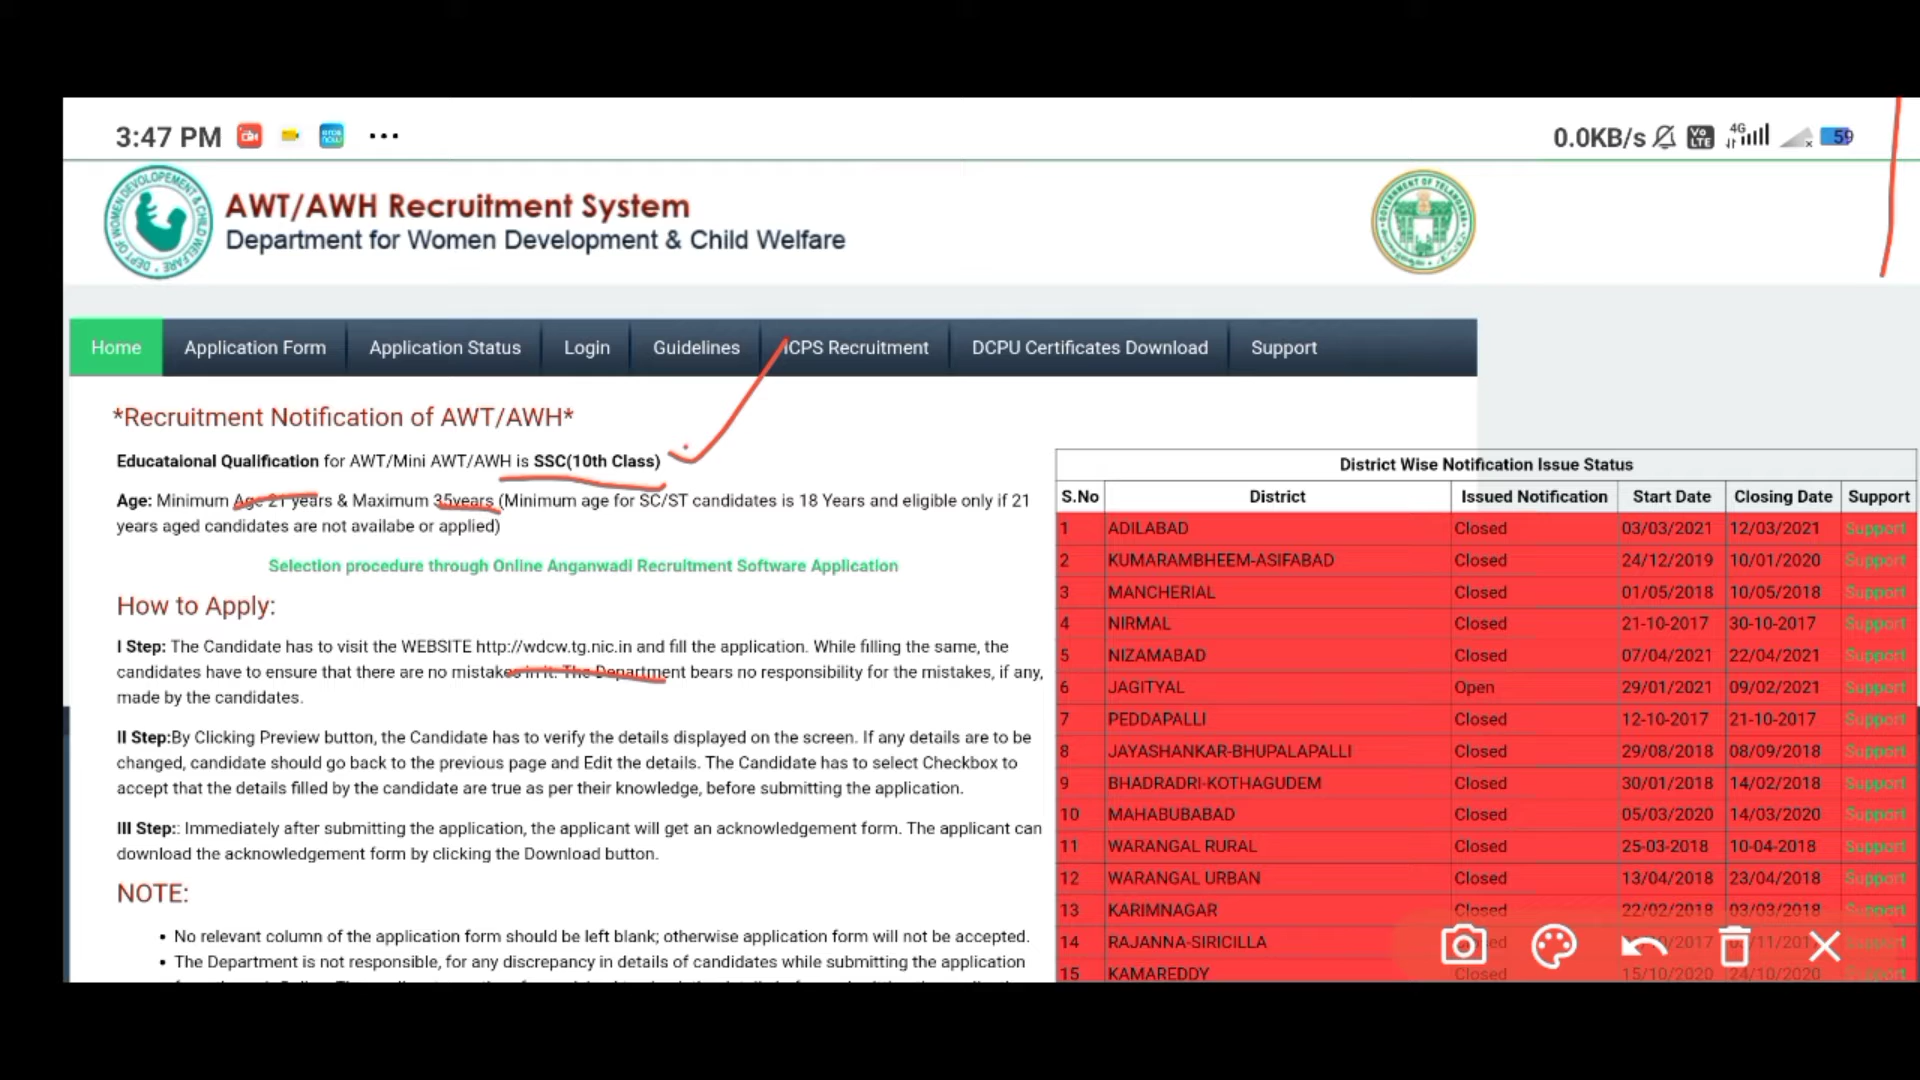 3:47 PM
0.0KB/s
Vo LTE
4G
59
AWT/AWH Recruitment System
Department for Women Development & Child Welfare
GOVERNMENT OF TELANGANA
Home
Application Form
Application Status
Login
Guidelines
ICPS Recruitment
DCPU Certificates Download
Support
*Recruitment Notification of AWT/AWH*
Educataional Qualification for AWT/Mini AWT/AWH is SSC(10th Class)
Age: Minimum Age 21 years & Maximum 35years (Minimum age for SC/ST candidates is 18 Years and eligible only if 21
years aged candidates are not availabe or applied)
Selection procedure through Online Anganwadi Recruitment Software Application
How to Apply:
I Step: The Candidate has to visit the WEBSITE http://wdcw.tg.nic.in and fill the application. While filling the same, the
candidates have to ensure that there are no mistakes in it. The Department bears no responsibility for the mistakes, if any,
made by the candidates.
II Step:By Clicking Preview button, the Candidate has to verify the details displayed on the screen. If any details are to be
changed, candidate should go back to the previous page and Edit the details. The Candidate has to select Checkbox to
accept that the details filled by the candidate are true as per their knowledge, before submitting the application.
III Step:: Immediately after submitting the application, the applicant will get an acknowledgement form. The applicant can
download the acknowledgement form by clicking the Download button.
NOTE:
• No relevant column of the application form should be left blank; otherwise application form will not be accepted.
• The Department is not responsible, for any discrepancy in details of candidates while submitting the application
District Wise Notification Issue Status
S.No District Issued Notification Start Date Closing Date Support
1 ADILABAD Closed 03/03/2021 12/03/2021 Support
2 KUMARAMBHEEM-ASIFABAD Closed 24/12/2019 10/01/2020 Support
3 MANCHERIAL Closed 01/05/2018 10/05/2018 Support
4 NIRMAL Closed 21-10-2017 30-10-2017 Support
5 NIZAMABAD Closed 07/04/2021 22/04/2021 Support
6 JAGITYAL Open 29/01/2021 09/02/2021 Support
7 PEDDAPALLI Closed 12-10-2017 21-10-2017 Support
8 JAYASHANKAR-BHUPALAPALLI Closed 29/08/2018 08/09/2018 Support
9 BHADRADRI-KOTHAGUDEM Closed 30/01/2018 14/02/2018 Support
10 MAHABUBABAD Closed 05/03/2020 14/03/2020 Support
11 WARANGAL RURAL Closed 25-03-2018 10-04-2018 Support
12 WARANGAL URBAN Closed 13/04/2018 23/04/2018 Support
13 KARIMNAGAR Closed 22/02/2018 03/03/2018 Support
14 RAJANNA-SIRICILLA
15 KAMAREDDY Closed 15/10/2020 24/10/2020 Support